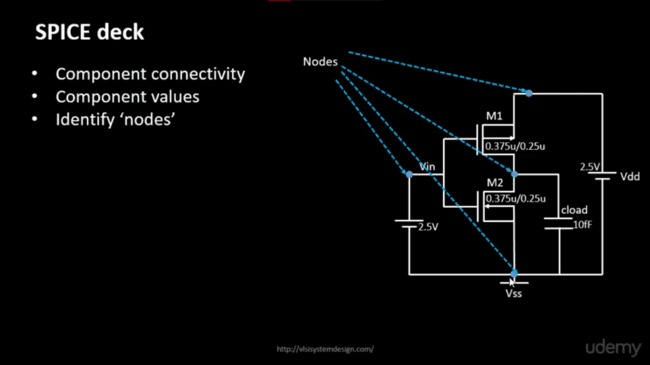 SPICE deck
• Component connectivity
• Component values
• Identify ‘nodes’
Nodes
M1
0.375u/0.25u
Vin
2.5V
Vdd
M2
0.375u/0.25u
cload
10fF
2.5V
Vss
http://vlsisystemdesign.com/
udemy